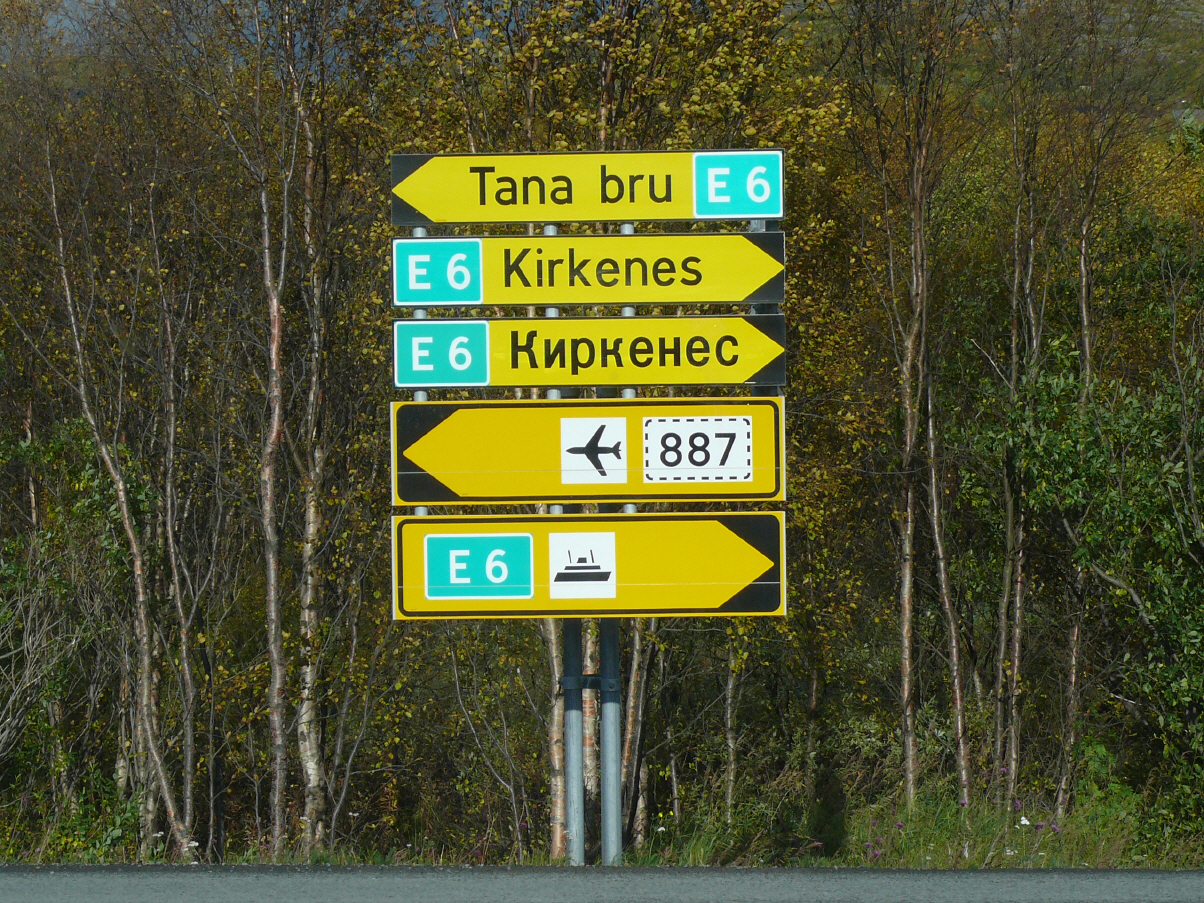 Tana bru E 6
E 6 Kirkenes
E 6 Киркенес
887
E 6